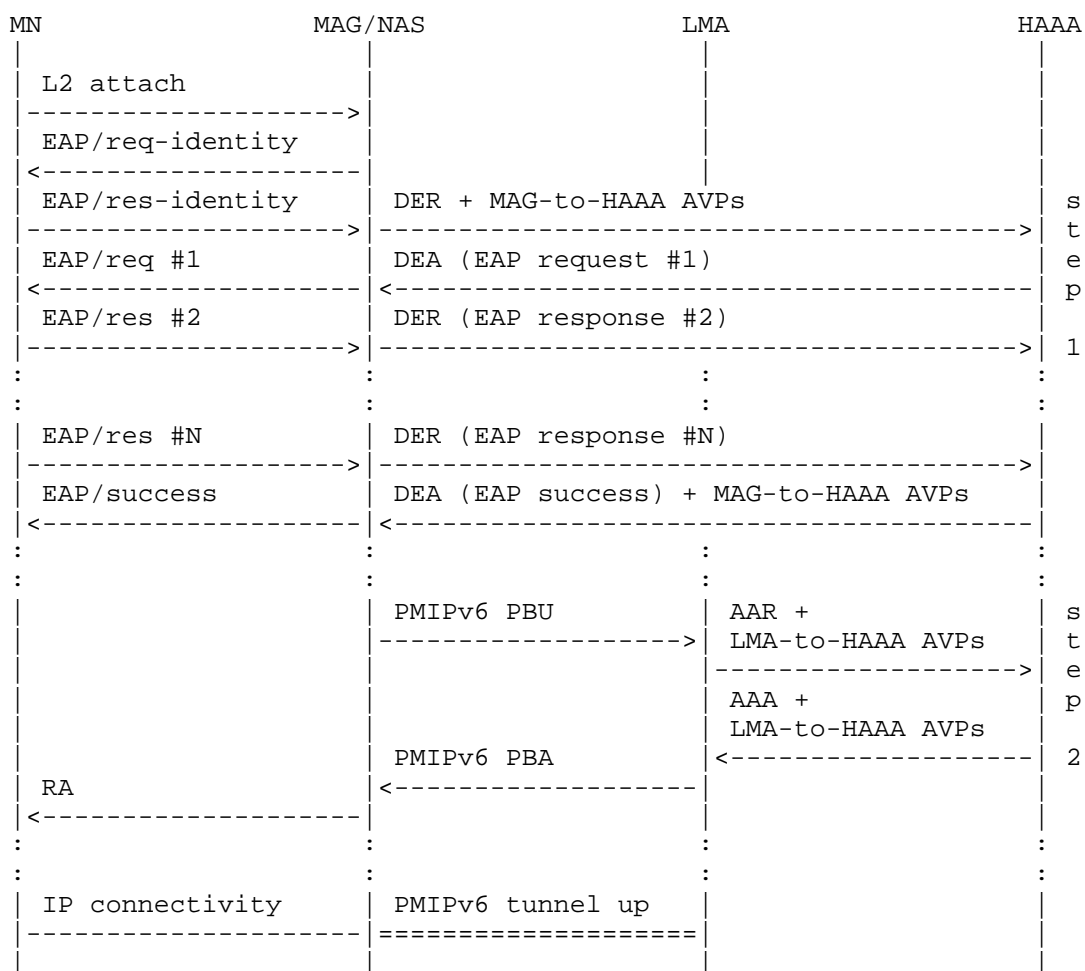 MN MAG/NAS LMA HAAA
L2 attach
EAP/req-identity
EAP/res-identity DER + MAG-to-HAAA AVPs s
t
EAP/req #1 DEA (EAP request #1) e
p
EAP/res #2 DER (EAP response #2)
1
EAP/res #N DER (EAP response #N)
EAP/success DEA (EAP success) + MAG-to-HAAA AVPs
PMIPv6 PBU AAR + s
LMA-to-HAAA AVPs t
e
AAA + p
LMA-to-HAAA AVPs
PMIPv6 PBA 2
RA
IP connectivity PMIPv6 tunnel up